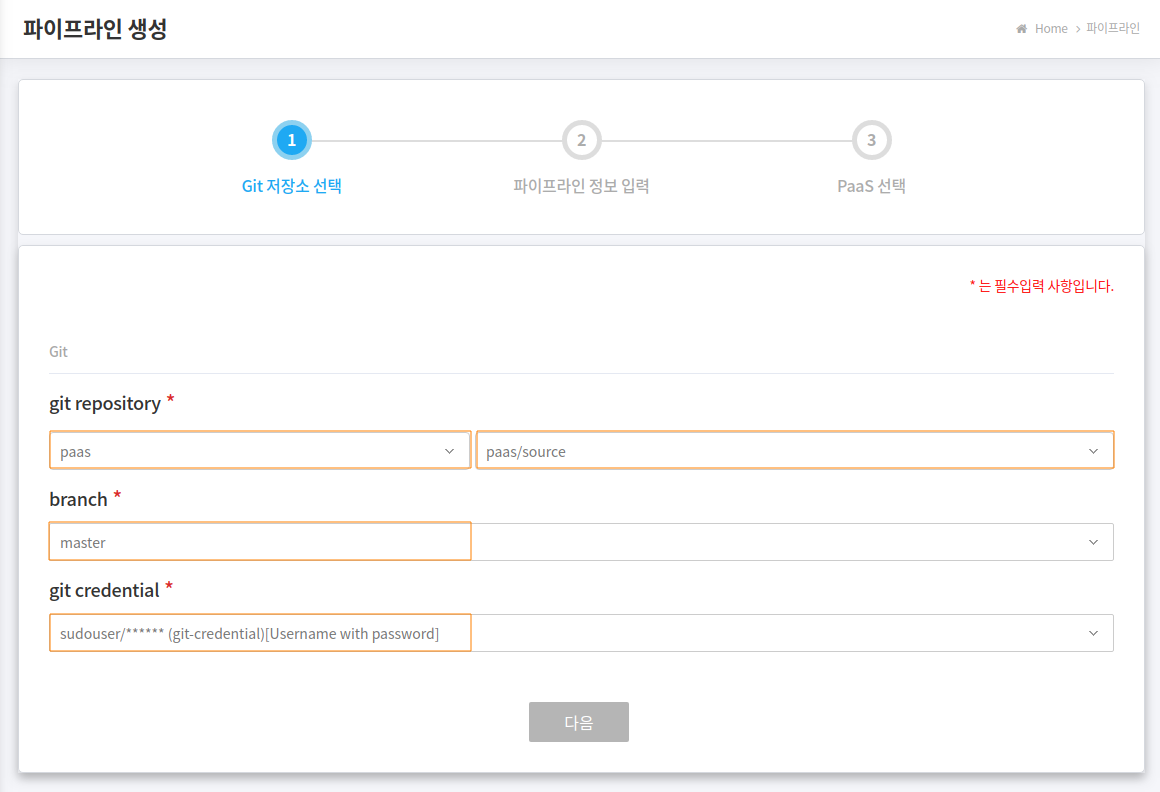 파이프라인 생성
Home > 파이프라인
1 2 3
Git 저장소 선택 파이프라인 정보 입력 PaaS 선택
* 는 필수입력 사항입니다.
Git
git repository *
paas paas/source
branch *
master
git credential *
sudouser/****** (git-credential)[Username with password]
다음